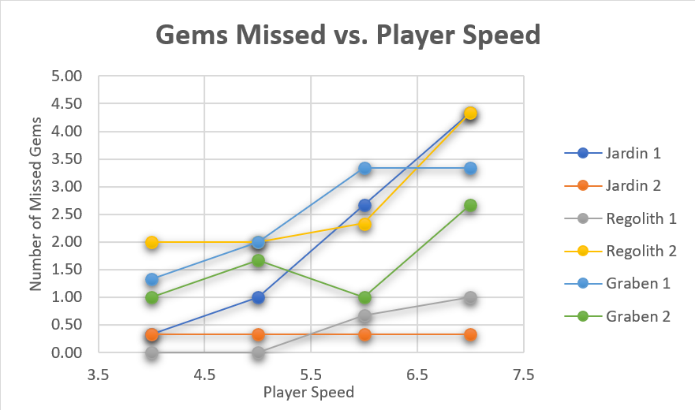 Gems Missed vs. Player Speed
Number of Missed Gems
5.00
4.50
4.00
3.50
3.00
2.50
2.00
1.50
1.00
0.50
0.00
3.5 4.5 5.5 6.5 7.5
Player Speed
Jardin 1
Jardin 2
Regolith 1
Regolith 2
Graben 1
Graben 2